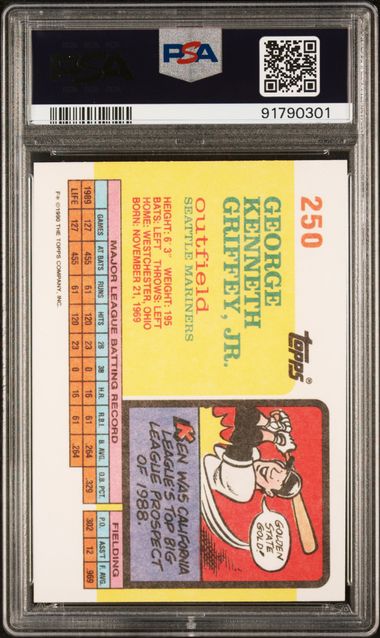 PSA
PSA
91790301
250
GEORGE
KENNETH
GRIFFEY, JR.
Outfield
SEATTLE MARINERS
HEIGHT: 6' 3" WEIGHT: 195
BATS: LEFT THROWS: LEFT
HOME: WESTCHESTER, OHIO
BORN: NOVEMBER 21, 1969
Topps®
GOLDEN
STATE
GOLD!
KEN WAS CALIFORNIA
LEAGUE'S TOP BIG
LEAGUE PROSPECT
OF 1988.
MAJOR LEAGUE BATTING RECORD FIELDING
GAMES AT BATS RUNS HITS 2B 3B H.R. R.B.I. B. AVG. O.B. PCT. P.O. ASS'T F. AVG.
1989 127 455 61 120 23 0 16 61 .264 .329 302 12 .969
LIFE 127 455 61 120 23 0 16 61 .264
F* ©1990 THE TOPPS COMPANY, INC.